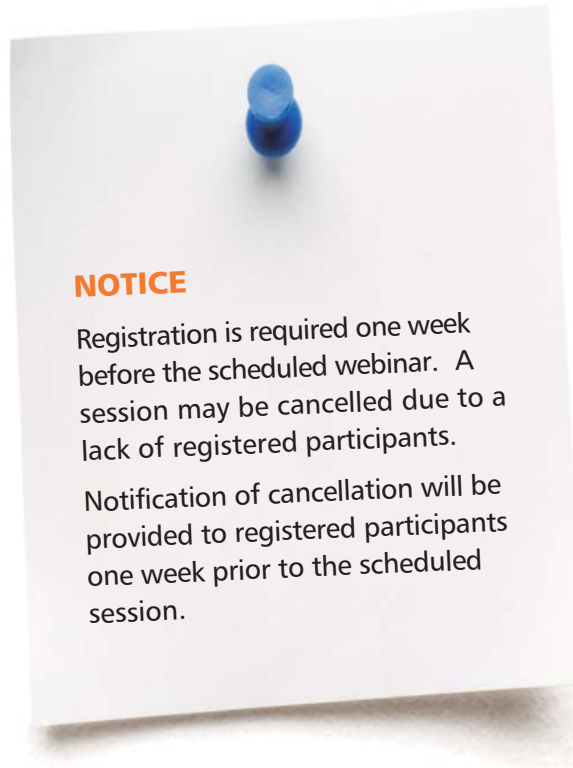 NOTICE
Registration is required one week
before the scheduled webinar.  A
session may be cancelled due to a
lack of registered participants.
Notification of cancellation will be
provided to registered participants
one week prior to the scheduled
session.